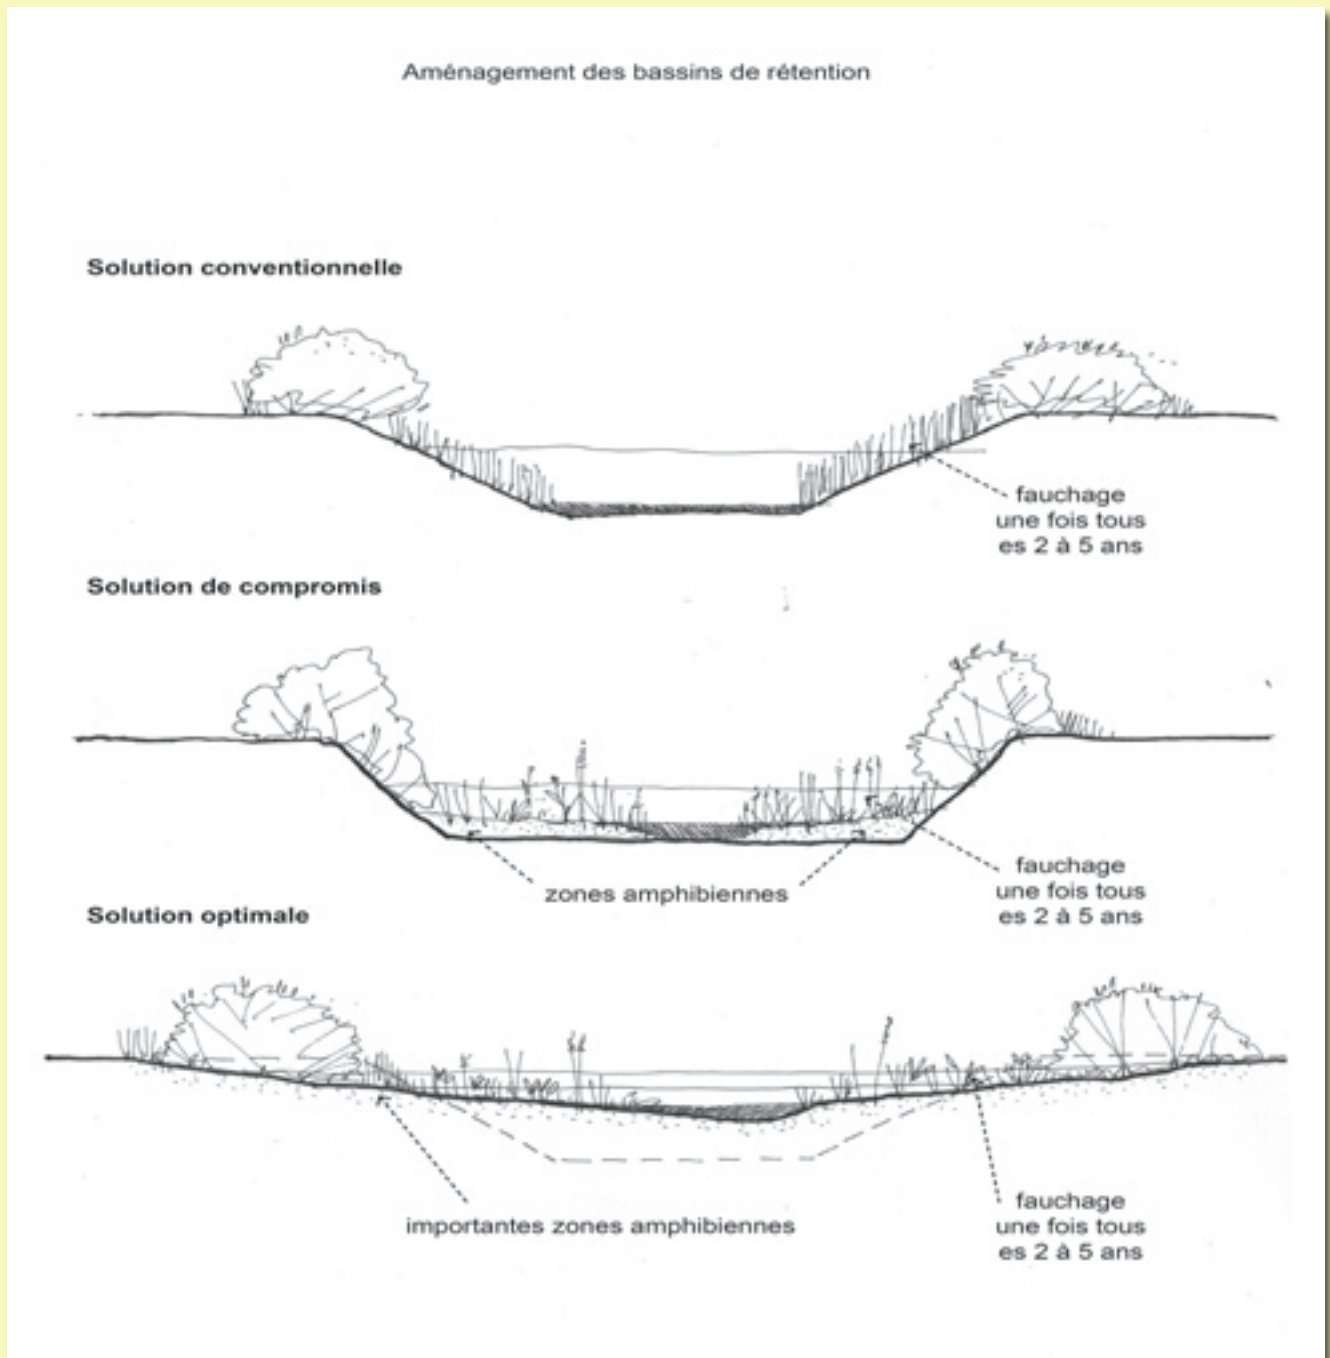 Aménagement des bassins de rétention
Solution conventionnelle
fauchage
une fois tous
es 2 à 5 ans
Solution de compromis
zones amphibiennes
fauchage
une fois tous
es 2 à 5 ans
Solution optimale
importantes zones amphibiennes
fauchage
une fois tous
es 2 à 5 ans